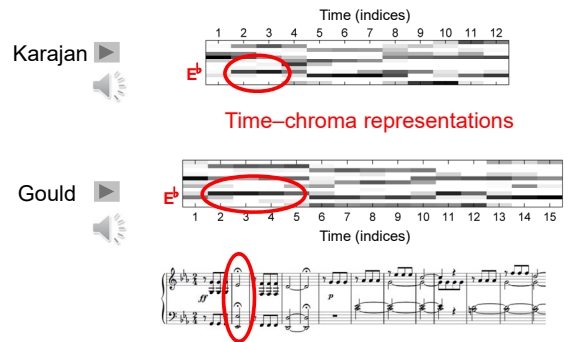 Time (indices)
1 2 3 4 5 6 7 8 9 10 11 12
Karajan
E♭
Time–chroma representations
Gould
E♭
1 2 3 4 5 6 7 8 9 10 11 12 13 14 15
Time (indices)
ff
p